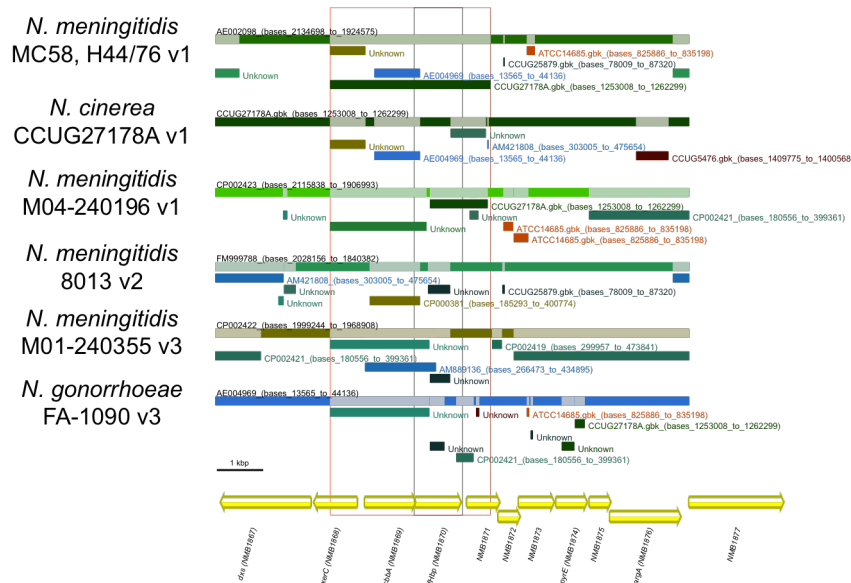 N. meningitidis
MC58, H44/76 v1
AE002098_(bases_2134698_to_1924575)
Unknown
ATCC14685.gbk_(bases_825886_to_835198)
CCUG25879.gbk_(bases_78009_to_87320)
Unknown
AE004969_(bases_13565_to_44136)
CCUG27178A.gbk_(bases_1253008_to_1262299)
N. cinerea
CCUG27178A v1
CCUG27178A.gbk_(bases_1253008_to_1262299)
Unknown
Unknown
AM421808_(bases_303005_to_475654)
AE004969_(bases_13565_to_44136)
CCUG5476.gbk_(bases_1409775_to_1400568
N. meningitidis
M04-240196 v1
CP002423_(bases_2115838_to_1906993)
CCUG27178A.gbk_(bases_1253008_to_1262299)
Unknown
Unknown
CP002421_(bases_180556_to_399361)
Unknown
ATCC14685.gbk_(bases_825886_to_835198)
ATCC14685.gbk_(bases_825886_to_835198)
N. meningitidis
8013 v2
FM999788_(bases_2028156_to_1840382)
AM421808_(bases_303005_to_475654)
Unknown
Unknown
CCUG25879.gbk_(bases_78009_to_87320)
Unknown
CP000381_(bases_185293_to_400774)
N. meningitidis
M01-240355 v3
CP002422_(bases_1999244_to_1968908)
Unknown
CP002419_(bases_299957_to_473841)
CP002421_(bases_180556_to_399361)
AM889136_(bases_266473_to_434895)
Unknown
N. gonorrhoeae
FA-1090 v3
AE004969_(bases_13565_to_44136)
Unknown
Unknown
ATCC14685.gbk_(bases_825886_to_835198)
CCUG27178A.gbk_(bases_1253008_to_1262299)
Unknown
Unknown
Unknown
CP002421_(bases_180556_to_399361)
1 kbp
dxs (NMB1867)
xerC (NMB1868)
bbA (NMB1869)
fHbp (NMB1870)
NMB1871
NMB1872
NMB1873
pyrE (NMB1874)
NMB1875
argA (NMB1876)
NMB1877